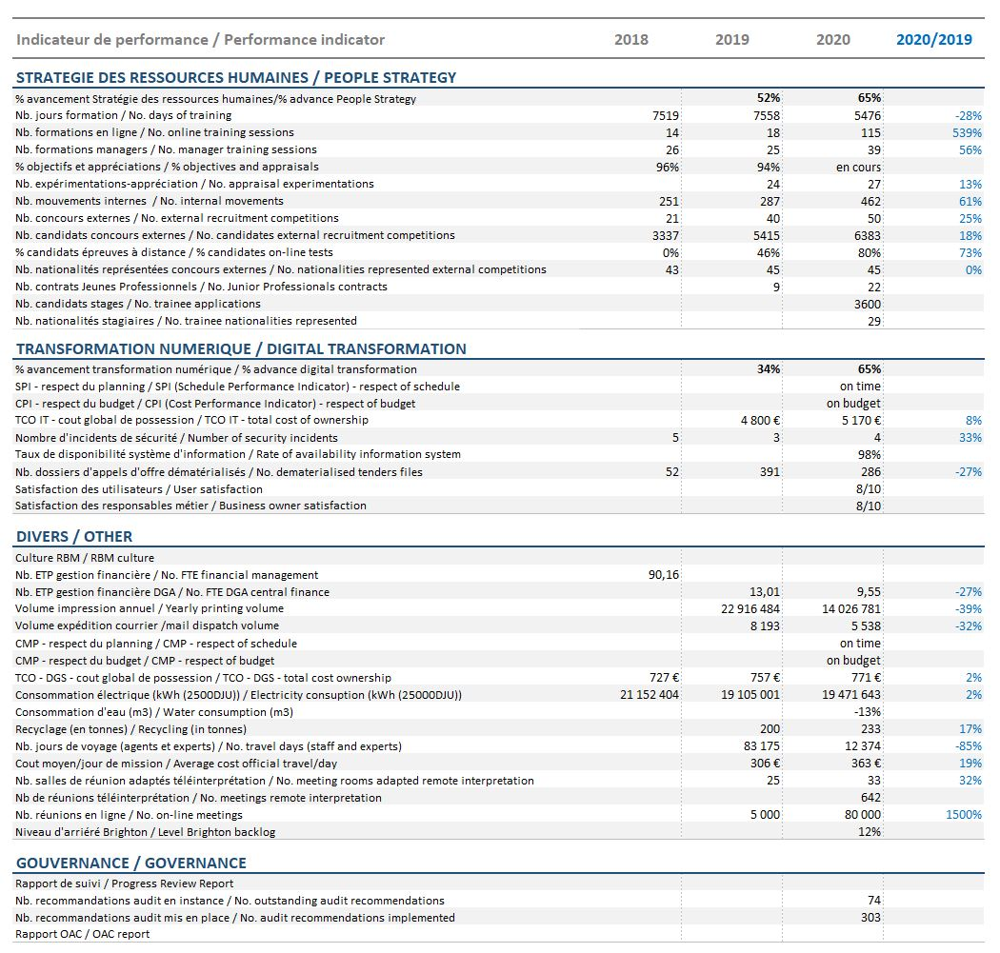 Indicateur de performance / Performance indicator 2018 2019 2020 2020/2019
STRATEGIE DES RESSOURCES HUMAINES / PEOPLE STRATEGY
% avancement Stratégie des ressources humaines/% advance People Strategy 52% 65%
Nb. jours formation / No. days of training 7519 7558 5476 -28%
Nb. formations en ligne / No. online training sessions 14 18 115 539%
Nb. formations managers / No. manager training sessions 26 25 39 56%
% objectifs et appréciations / % objectives and appraisals 96% 94% en cours
Nb. expérimentations-appréciation / No. appraisal experimentations 24 27 13%
Nb. mouvements internes / No. internal movements 251 287 462 61%
Nb. concours externes / No. external recruitment competitions 21 40 50 25%
Nb. candidats concours externes / No. candidates external recruitment competitions 3337 5415 6383 18%
% candidats épreuves à distance / % candidates on-line tests 0% 46% 80% 73%
Nb. nationalités représentées concours externes / No. nationalities represented external competitions 43 45 45 0%
Nb. contrats Jeunes Professionnels / No. Junior Professionals contracts 9 22
Nb. candidats stages / No. trainee applications 3600
Nb. nationalités stagiaires / No. trainee nationalities represented 29
TRANSFORMATION NUMERIQUE / DIGITAL TRANSFORMATION
% avancement transformation numérique / % advance digital transformation 34% 65%
SPI - respect du planning / SPI (Schedule Performance Indicator) - respect of schedule on time
CPI - respect du budget / CPI (Cost Performance Indicator) - respect of budget on budget
TCO IT - cout global de possession / TCO IT - total cost of ownership 4 800 € 5 170 € 8%
Nombre d'incidents de sécurité / Number of security incidents 5 3 4 33%
Taux de disponibilité système d'information / Rate of availability information system 98%
Nb. dossiers d'appels d'offre dématérialisés / No. dematerialised tenders files 52 391 286 -27%
Satisfaction des utilisateurs / User satisfaction 8/10
Satisfaction des responsables métier / Business owner satisfaction 8/10
DIVERS / OTHER
Culture RBM / RBM culture
Nb. ETP gestion financière / No. FTE financial management 90,16
Nb. ETP gestion financière DGA / No. FTE DGA central finance 13,01 9,55 -27%
Volume impression annuel / Yearly printing volume 22 916 484 14 026 781 -39%
Volume expédition courrier /mail dispatch volume 8 193 5 538 -32%
CMP - respect du planning / CMP - respect of schedule on time
CMP - respect du budget / CMP - respect of budget on budget
TCO - DGS - cout global de possession / TCO - DGS - total cost ownership 727 € 757 € 771 € 2%
Consommation électrique (kWh (2500DJU)) / Electricity consuption (kWh (25000DJU)) 21 152 404 19 105 001 19 471 643 2%
Consommation d'eau (m3) / Water consumption (m3) -13%
Recyclage (en tonnes) / Recycling (in tonnes) 200 233 17%
Nb. jours de voyage (agents et experts) / No. travel days (staff and experts) 83 175 12 374 -85%
Cout moyen/jour de mission / Average cost official travel/day 306 € 363 € 19%
Nb. salles de réunion adaptés téléinterprétation / No. meeting rooms adapted remote interpretation 25 33 32%
Nb de réunions téléinterprétation / No. meetings remote interpretation 642
Nb. réunions en ligne / No. on-line meetings 5 000 80 000 1500%
Niveau d'arriéré Brighton / Level Brighton backlog 12%
GOUVERNANCE / GOVERNANCE
Rapport de suivi / Progress Review Report
Nb. recommandations audit en instance / No. outstanding audit recommendations 74
Nb. recommandations audit mis en place / No. audit recommendations implemented 303
Rapport OAC / OAC report